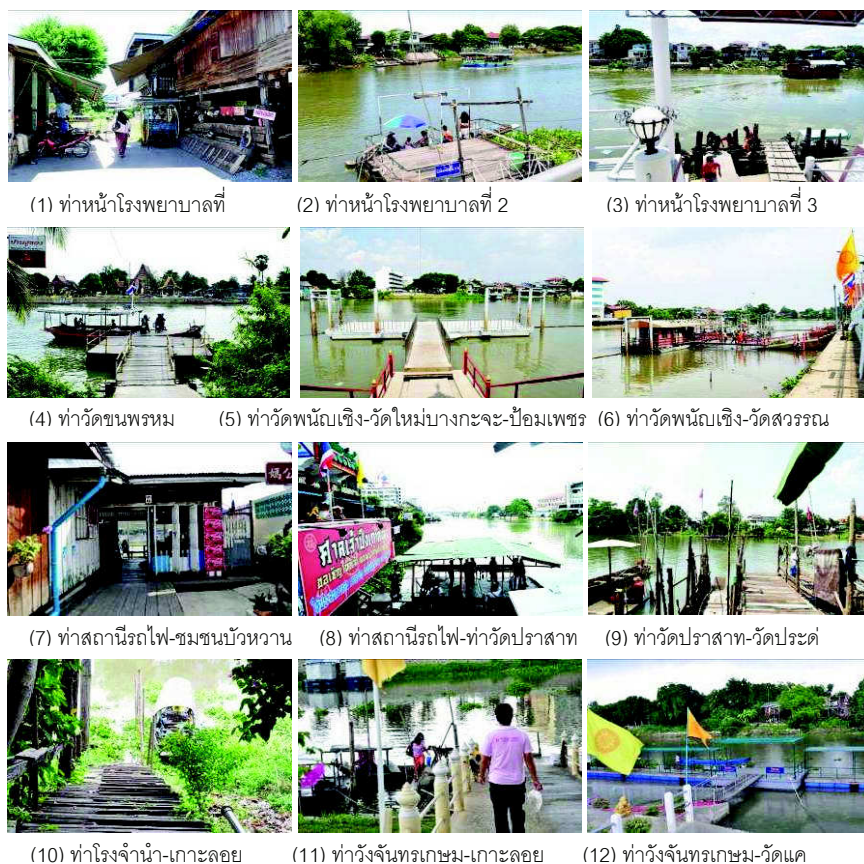 (1) ท่าหน้าโรงพยาบาลที่
(2) ท่าหน้าโรงพยาบาลที่ 2
(3) ท่าหน้าโรงพยาบาลที่ 3
(4) ท่าวัดขนพรหม
(5) ท่าวัดพนัญเชิง-วัดใหม่บางกะจะ-ป้อมเพชร
(6) ท่าวัดพนัญเชิง-วัดสวรรณ
(7) ท่าสถานีรถไฟ-ชมชนบัวหวาน
(8) ท่าสถานีรถไฟ-ท่าวัดปราสาท
(9) ท่าวัดปราสาท-วัดประด่
(10) ท่าโรงจำนำ-เกาะลอย
(11) ท่าวังจันทรเกษม-เกาะลอย
(12) ท่าวังจันทรเกษม-วัดแค